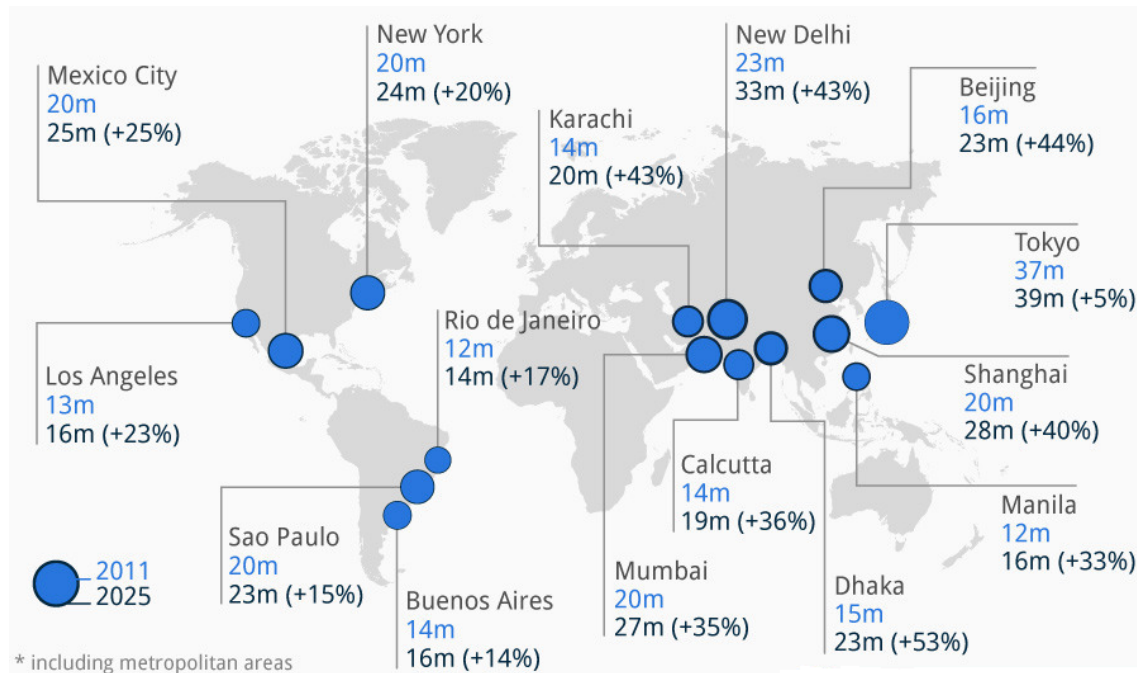 New York
20m
24m (+20%)
New Delhi
23m
33m (+43%)
Mexico City
20m
25m (+25%)
Beijing
16m
23m (+44%)
Karachi
14m
20m (+43%)
Tokyo
37m
39m (+5%)
Rio de Janeiro
12m
14m (+17%)
Los Angeles
13m
16m (+23%)
Shanghai
20m
28m (+40%)
Calcutta
14m
19m (+36%)
Manila
12m
16m (+33%)
Sao Paulo
20m
23m (+15%)
Mumbai
20m
27m (+35%)
Dhaka
15m
23m (+53%)
Buenos Aires
14m
16m (+14%)
2011
2025
* including metropolitan areas